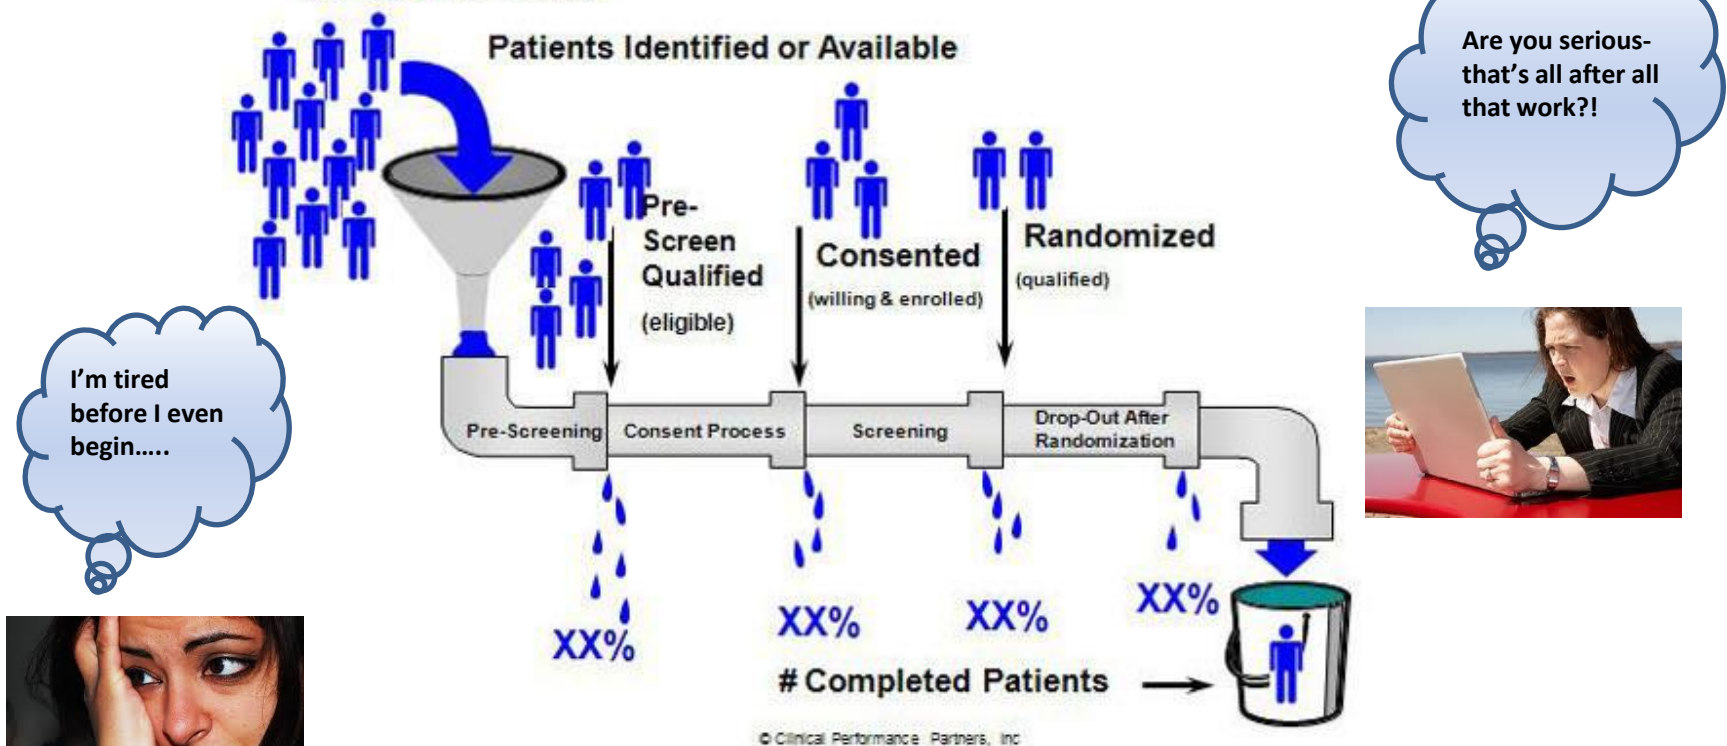 Patients Identified or Available
Are you serious-
that's all after all
that work?!
Pre-
Screen
Qualified
(eligible)
Consented
(willing & enrolled)
Randomized
(qualified)
I'm tired
before I even
begin…..
Pre-Screening
Consent Process
Screening
Drop-Out After
Randomization
XX%
XX%
XX%
XX%
# Completed Patients
© Clinical Performance Partners, Inc